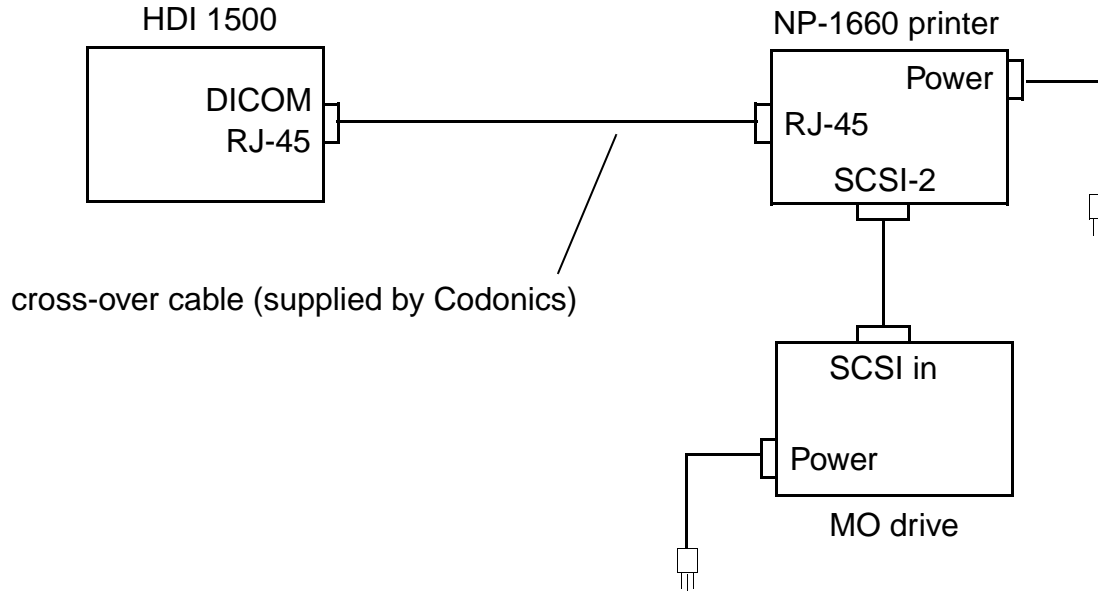 HDI 1500
NP-1660 printer
DICOM
RJ-45
Power
RJ-45
SCSI-2
cross-over cable (supplied by Codonics)
SCSI in
Power
MO drive